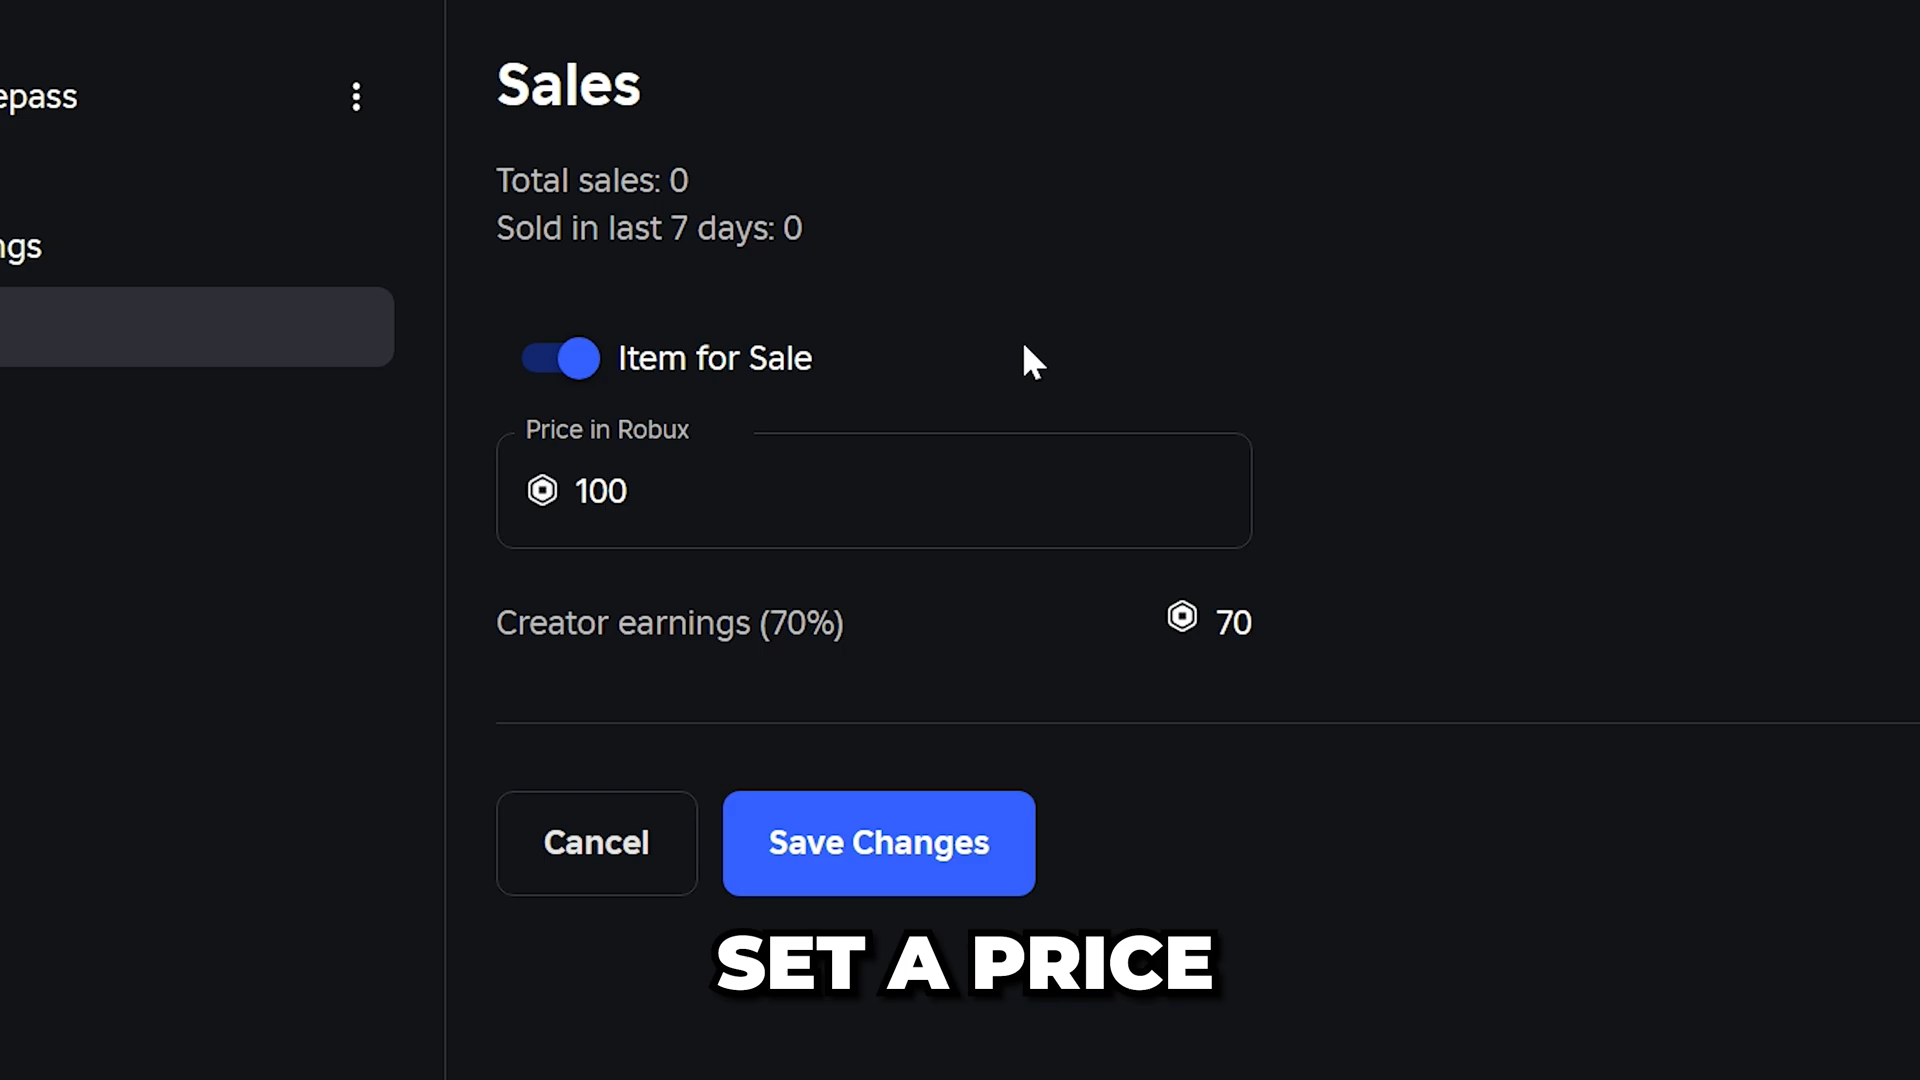 epass
ngs
Sales
Total sales: 0
Sold in last 7 days: 0
Item for Sale
Price in Robux
100
Creator earnings (70%)
70
Cancel
Save Changes
SET A PRICE